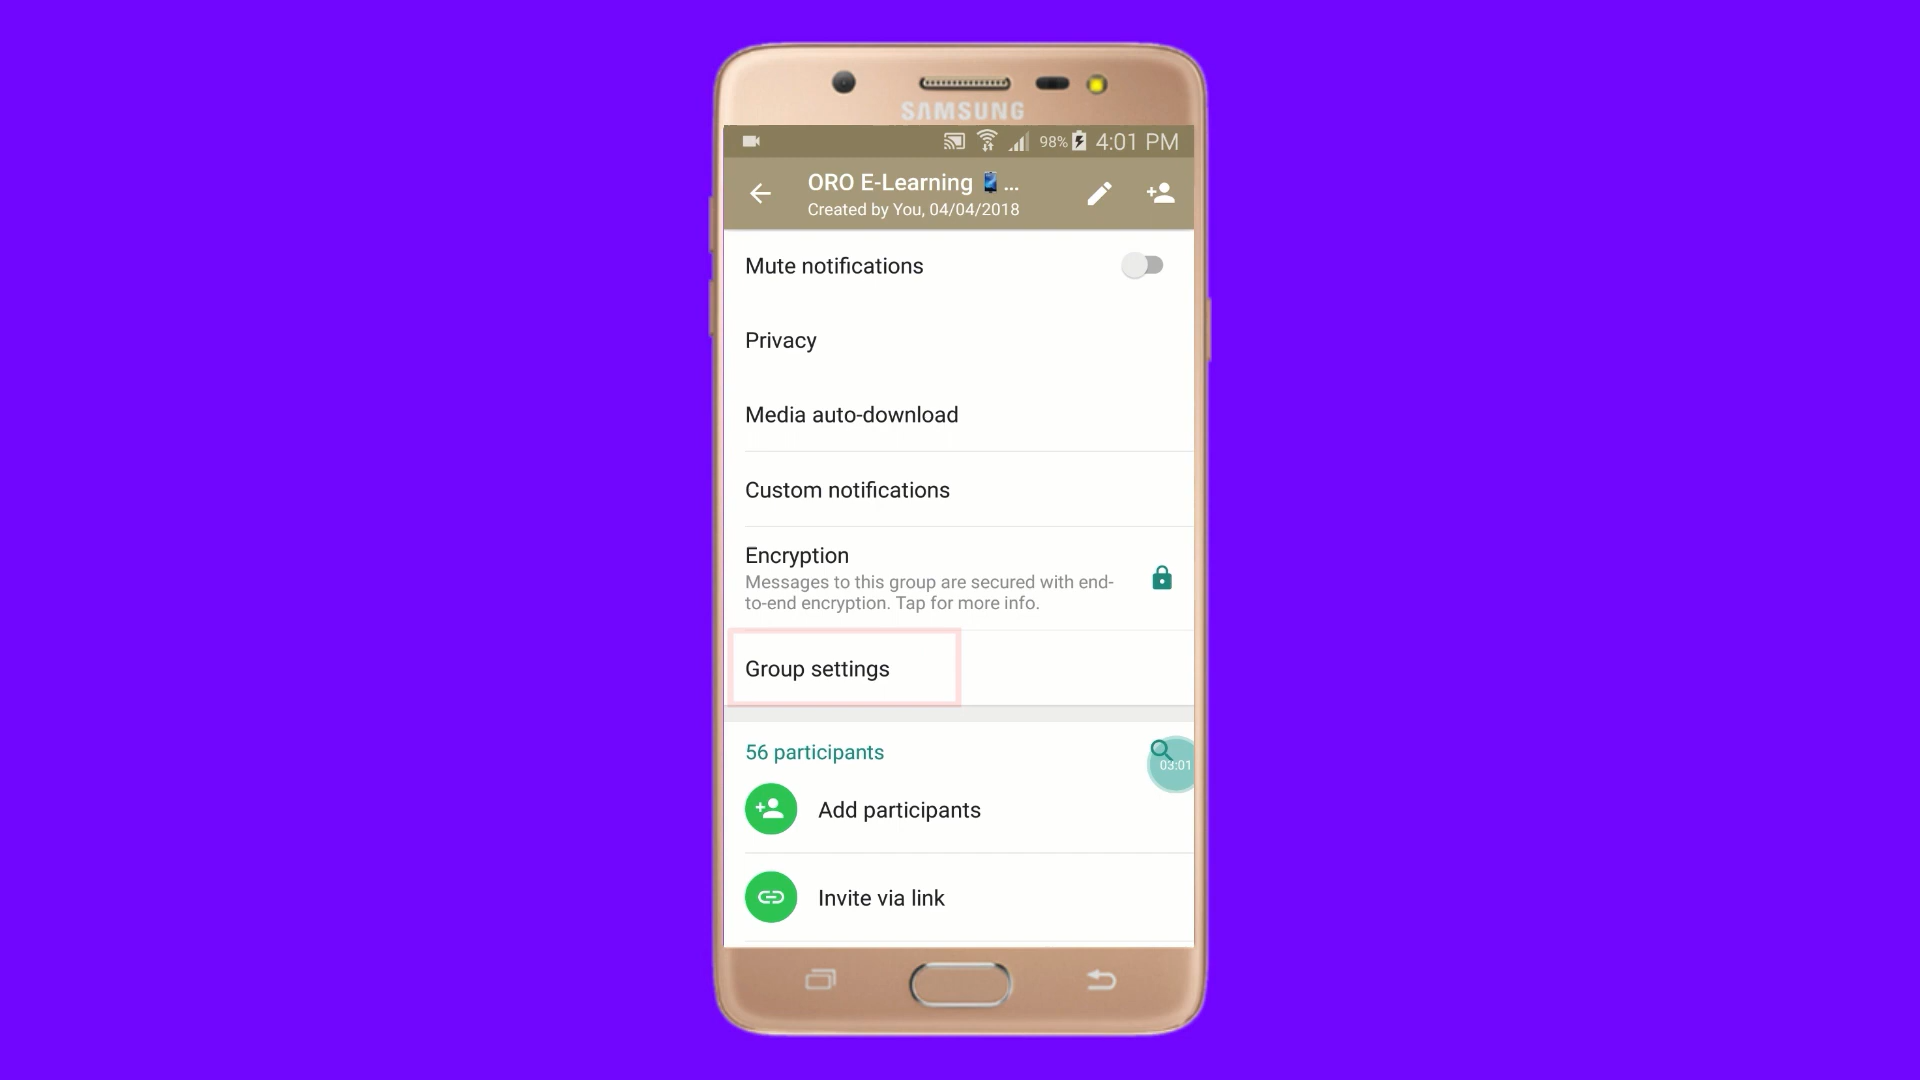 SAMSUNG
98% 4:01 PM
ORO E-Learning 📱...
Created by You, 04/04/2018
Mute notifications
Privacy
Media auto-download
Custom notifications
Encryption
Messages to this group are secured with end-
to-end encryption. Tap for more info.
Group settings
56 participants
03:01
Add participants
Invite via link